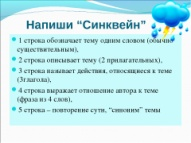 Напиши “Синквейн”
1 строка обозначает тему одним словом (обычно
существительным),
2 строка описывает тему (2 прилагательных),
3 строка называет действия, относящиеся к теме
(3глагола),
4 строка выражает отношение автора к теме
(фраза из 4 слов),
5 строка – повторение сути, “синоним” темы